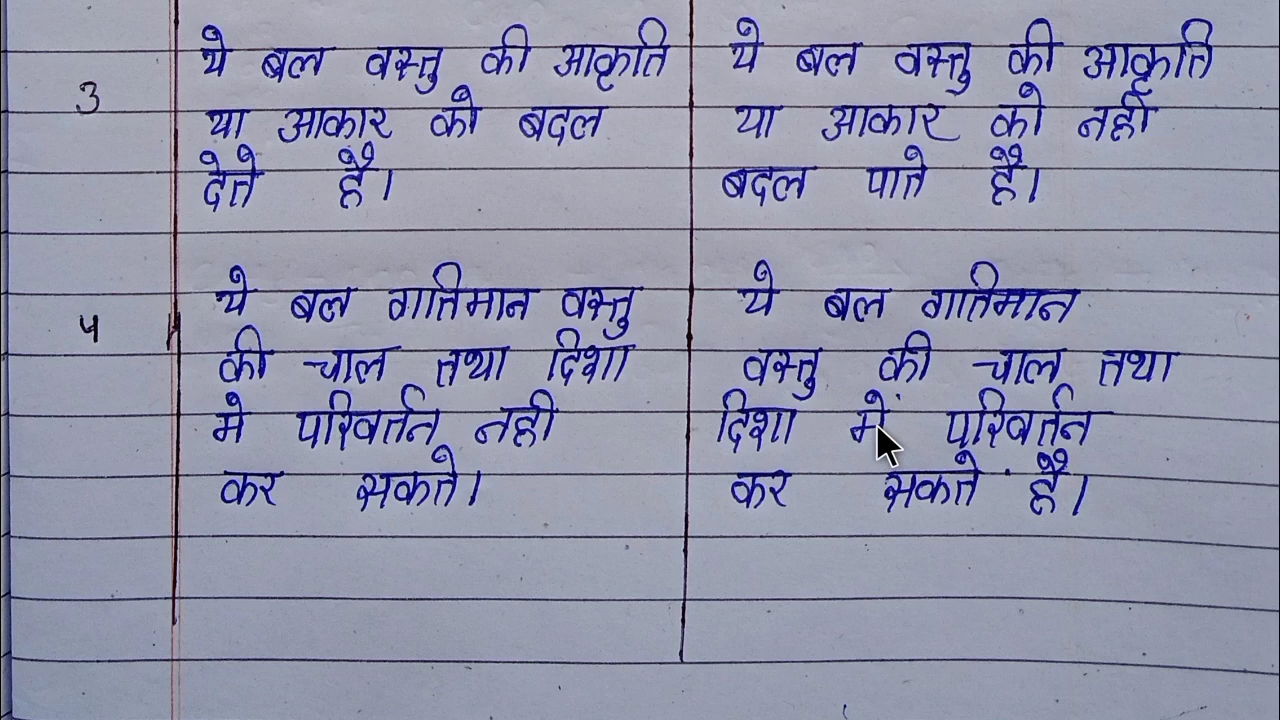 3
ये बल वस्तु की आकृति
या आकार को बदल
देते है।
ये बल वस्तु की आकृति
या आकार को नही
बदल पाते है।
4
ये बल गतिमान वस्तु
की चाल तथा दिशा
मे परिवर्तन नही
कर सकते।
ये बल गतिमान
वस्तु की चाल तथा
दिशा में परिवर्तन
कर सकते है।